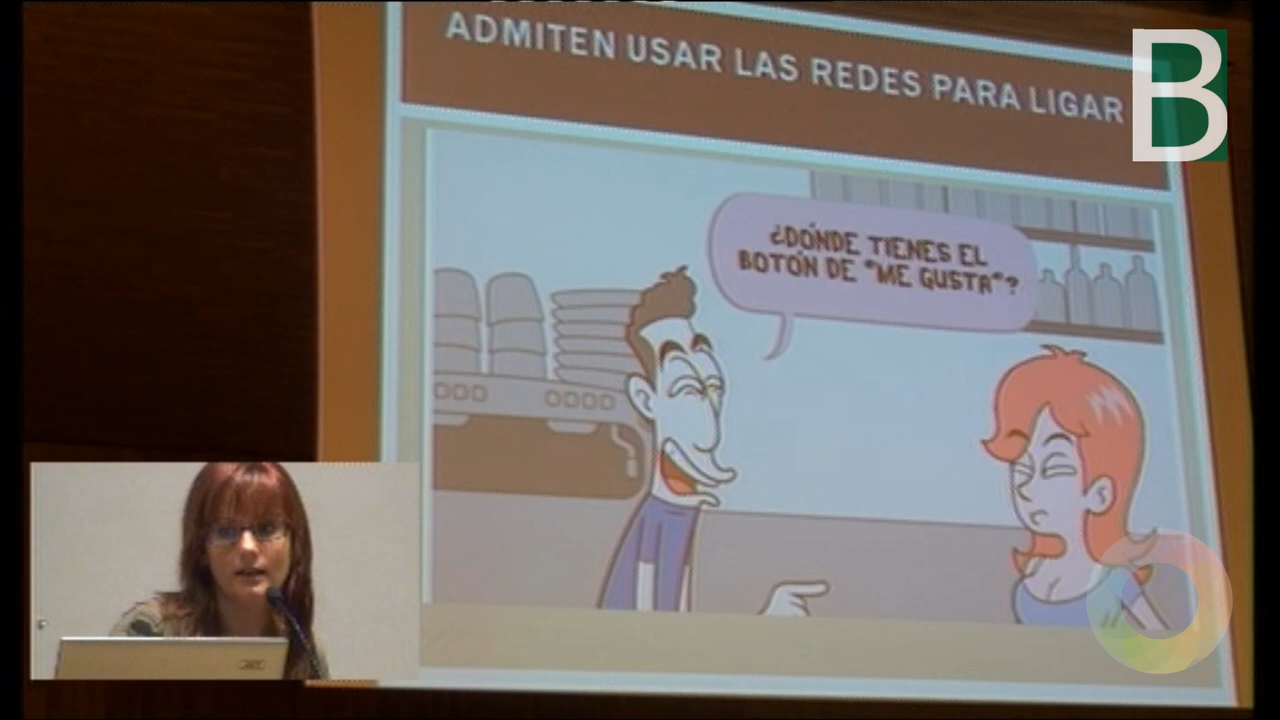 ADMITEN USAR LAS REDES PARA LIGAR
B
¿DÓNDE TIENES EL
BOTÓN DE "ME GUSTA"?